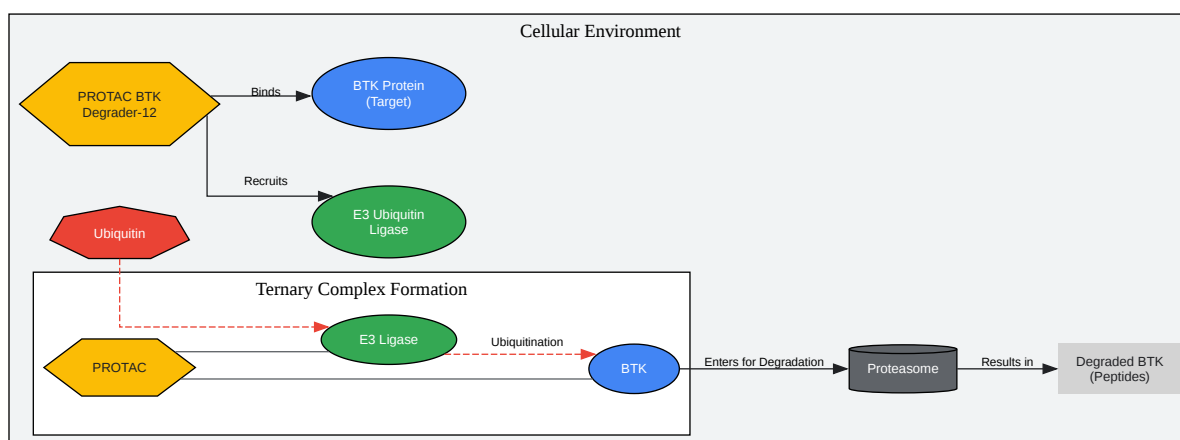 Cellular Environment
PROTAC BTK
Degrader-12
Binds
BTK Protein
(Target)
Recruits
E3 Ubiquitin
Ligase
Ubiquitin
Ternary Complex Formation
E3 Ligase
Ubiquitination
PROTAC
BTK
Enters for Degradation
Proteasome
Results in
Degraded BTK
(Peptides)